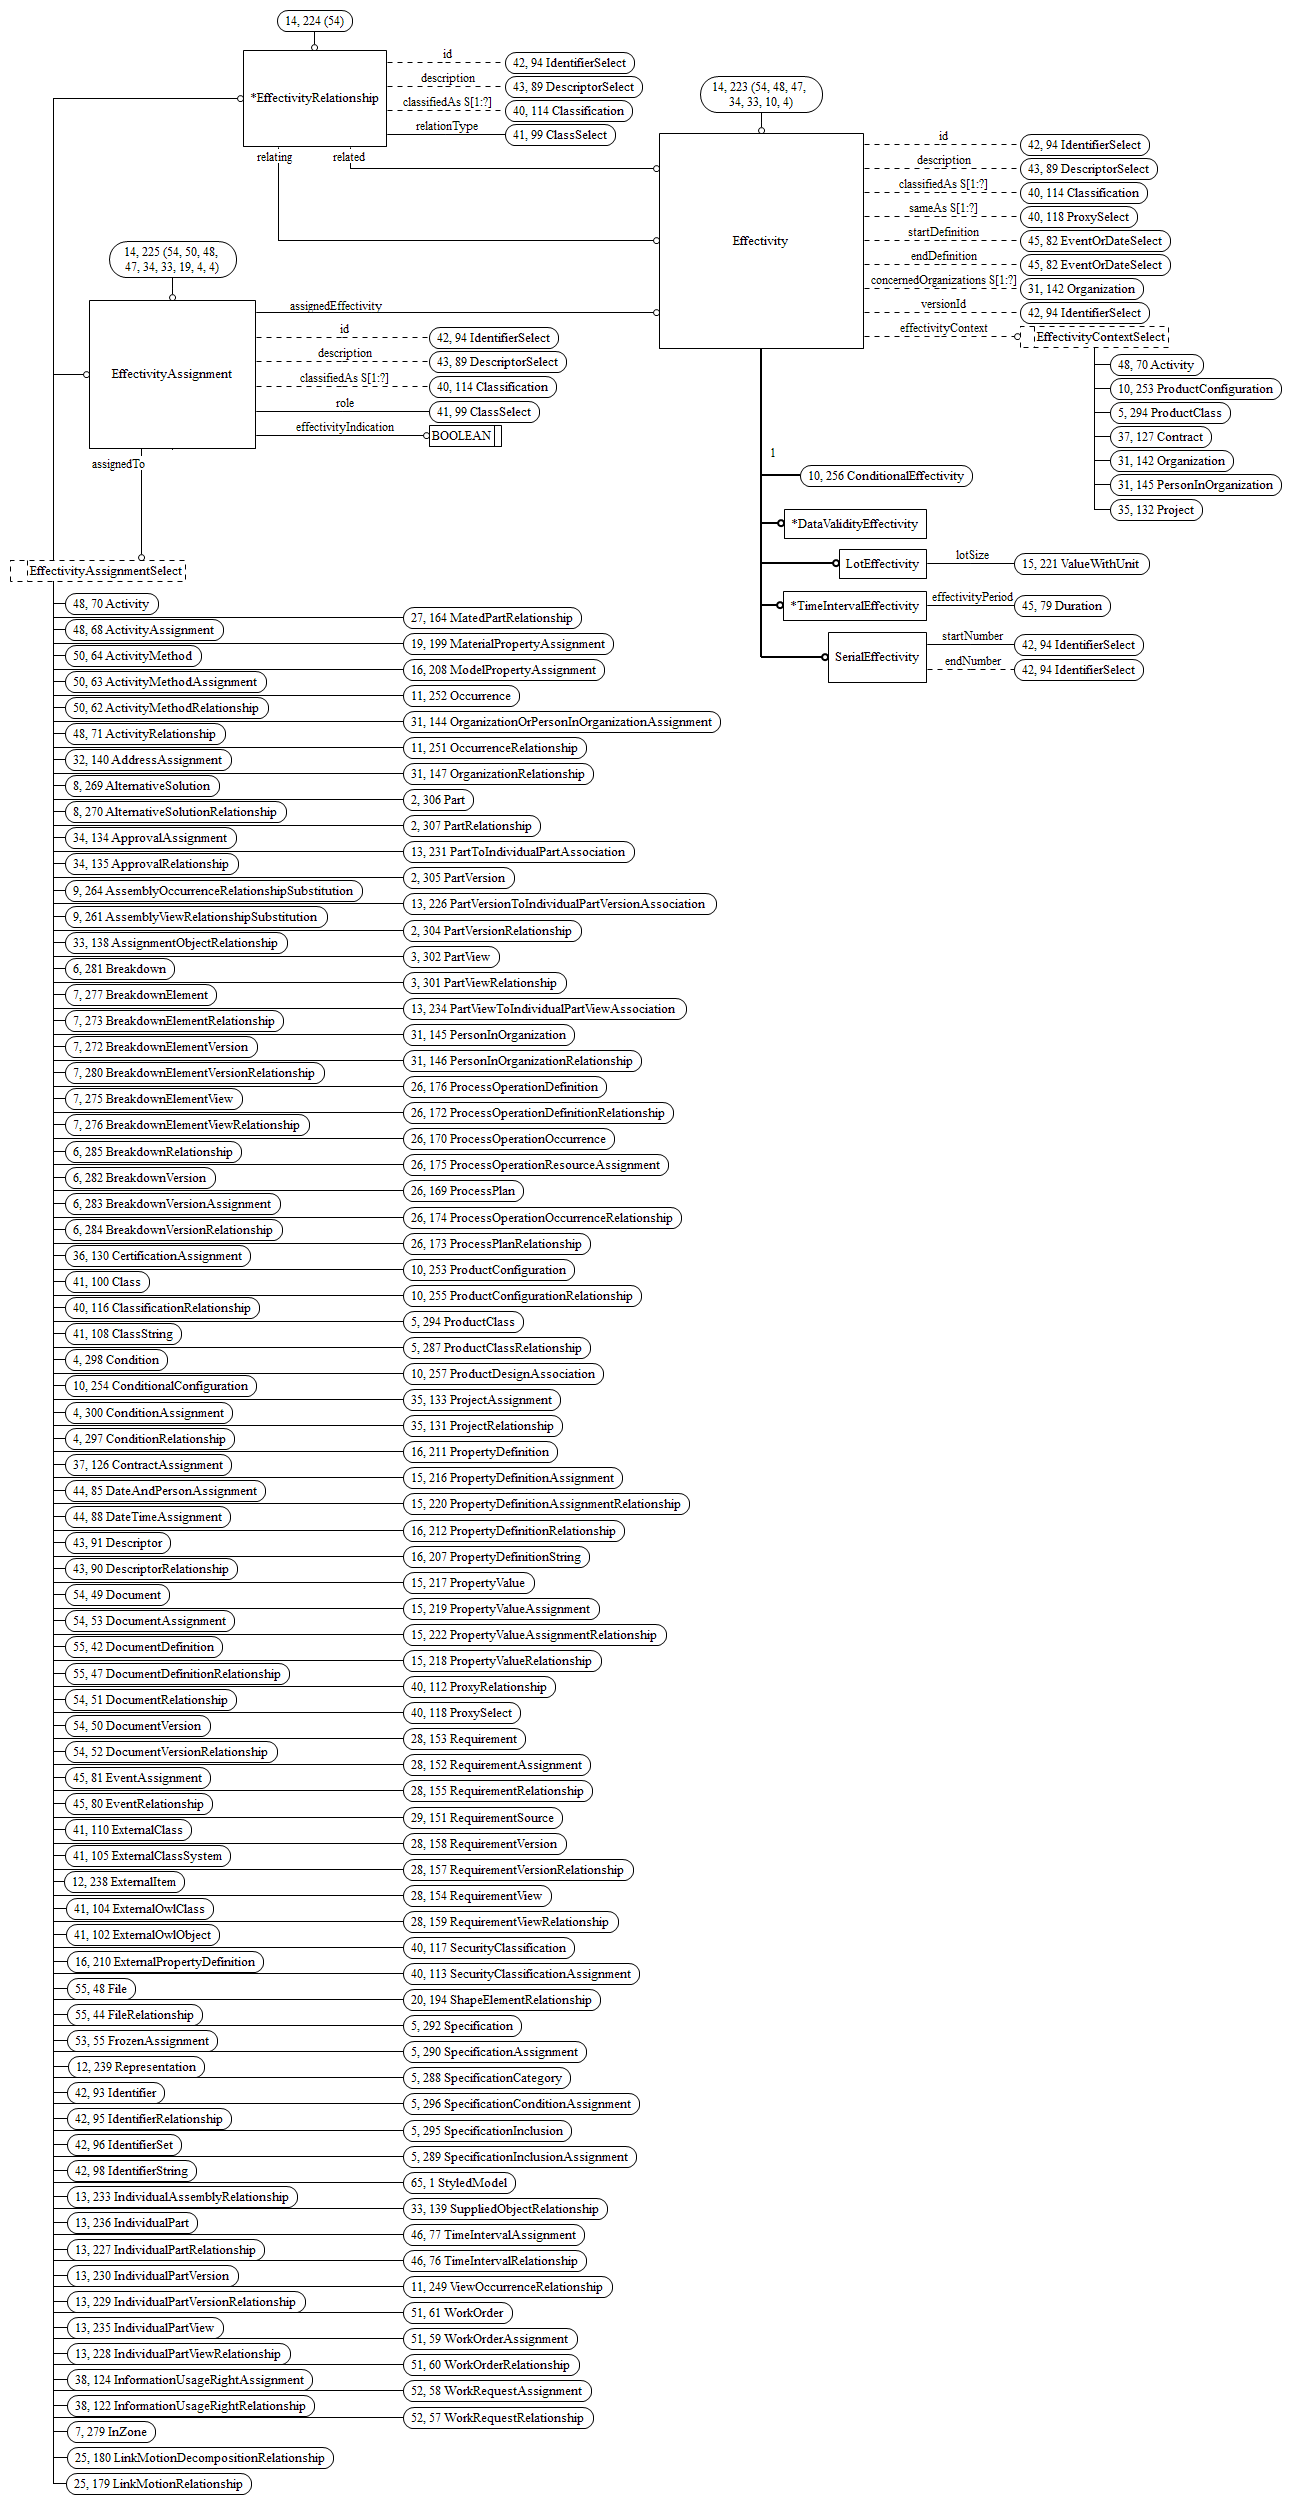 14, 224 (54)
*EffectivityRelationship
id
42, 94 IdentifierSelect
description
43, 89 DescriptorSelect
classifiedAs S[1:?]
40, 114 Classification
relationType
41, 99 ClassSelect
relating
related
14, 223 (54, 48, 47,
34, 33, 10, 4)
Effectivity
id
42, 94 IdentifierSelect
description
43, 89 DescriptorSelect
classifiedAs S[1:?]
40, 114 Classification
sameAs S[1:?]
40, 118 ProxySelect
startDefinition
45, 82 EventOrDateSelect
endDefinition
45, 82 EventOrDateSelect
concernedOrganizations S[1:?]
31, 142 Organization
versionId
42, 94 IdentifierSelect
effectivityContext
EffectivityContextSelect
48, 70 Activity
10, 253 ProductConfiguration
5, 294 ProductClass
37, 127 Contract
31, 142 Organization
31, 145 PersonInOrganization
35, 132 Project
14, 225 (54, 50, 48,
47, 34, 33, 19, 4, 4)
EffectivityAssignment
assignedEffectivity
id
42, 94 IdentifierSelect
description
43, 89 DescriptorSelect
classifiedAs S[1:?]
40, 114 Classification
role
41, 99 ClassSelect
effectivityIndication
BOOLEAN
assignedTo
1
10, 256 ConditionalEffectivity
*DataValidityEffectivity
LotEffectivity
lotSize
15, 221 ValueWithUnit
*TimeIntervalEffectivity
effectivityPeriod
45, 79 Duration
SerialEffectivity
startNumber
42, 94 IdentifierSelect
endNumber
42, 94 IdentifierSelect
EffectivityAssignmentSelect
48, 70 Activity
48, 68 ActivityAssignment
50, 64 ActivityMethod
50, 63 ActivityMethodAssignment
50, 62 ActivityMethodRelationship
48, 71 ActivityRelationship
32, 140 AddressAssignment
8, 269 AlternativeSolution
8, 270 AlternativeSolutionRelationship
34, 134 ApprovalAssignment
34, 135 ApprovalRelationship
9, 264 AssemblyOccurrenceRelationshipSubstitution
9, 261 AssemblyViewRelationshipSubstitution
33, 138 AssignmentObjectRelationship
6, 281 Breakdown
7, 277 BreakdownElement
7, 273 BreakdownElementRelationship
7, 272 BreakdownElementVersion
7, 280 BreakdownElementVersionRelationship
7, 275 BreakdownElementView
7, 276 BreakdownElementViewRelationship
6, 285 BreakdownRelationship
6, 282 BreakdownVersion
6, 283 BreakdownVersionAssignment
6, 284 BreakdownVersionRelationship
36, 130 CertificationAssignment
41, 100 Class
40, 116 ClassificationRelationship
41, 108 ClassString
4, 298 Condition
10, 254 ConditionalConfiguration
4, 300 ConditionAssignment
4, 297 ConditionRelationship
37, 126 ContractAssignment
44, 85 DateAndPersonAssignment
44, 88 DateTimeAssignment
43, 91 Descriptor
43, 90 DescriptorRelationship
54, 49 Document
54, 53 DocumentAssignment
55, 42 DocumentDefinition
55, 47 DocumentDefinitionRelationship
54, 51 DocumentRelationship
54, 50 DocumentVersion
54, 52 DocumentVersionRelationship
45, 81 EventAssignment
45, 80 EventRelationship
41, 110 ExternalClass
41, 105 ExternalClassSystem
12, 238 ExternalItem
41, 104 ExternalOwlClass
41, 102 ExternalOwlObject
16, 210 ExternalPropertyDefinition
55, 48 File
55, 44 FileRelationship
53, 55 FrozenAssignment
12, 239 Representation
42, 93 Identifier
42, 95 IdentifierRelationship
42, 96 IdentifierSet
42, 98 IdentifierString
13, 233 IndividualAssemblyRelationship
13, 236 IndividualPart
13, 227 IndividualPartRelationship
13, 230 IndividualPartVersion
13, 229 IndividualPartVersionRelationship
13, 235 IndividualPartView
13, 228 IndividualPartViewRelationship
38, 124 InformationUsageRightAssignment
38, 122 InformationUsageRightRelationship
7, 279 InZone
25, 180 LinkMotionDecompositionRelationship
25, 179 LinkMotionRelationship
27, 164 MatedPartRelationship
19, 199 MaterialPropertyAssignment
16, 208 ModelPropertyAssignment
11, 252 Occurrence
31, 144 OrganizationOrPersonInOrganizationAssignment
11, 251 OccurrenceRelationship
31, 147 OrganizationRelationship
2, 306 Part
2, 307 PartRelationship
13, 231 PartToIndividualPartAssociation
2, 305 PartVersion
13, 226 PartVersionToIndividualPartVersionAssociation
2, 304 PartVersionRelationship
3, 302 PartView
3, 301 PartViewRelationship
13, 234 PartViewToIndividualPartViewAssociation
31, 145 PersonInOrganization
31, 146 PersonInOrganizationRelationship
26, 176 ProcessOperationDefinition
26, 172 ProcessOperationDefinitionRelationship
26, 170 ProcessOperationOccurrence
26, 175 ProcessOperationResourceAssignment
26, 169 ProcessPlan
26, 174 ProcessOperationOccurrenceRelationship
26, 173 ProcessPlanRelationship
10, 253 ProductConfiguration
10, 255 ProductConfigurationRelationship
5, 294 ProductClass
5, 287 ProductClassRelationship
10, 257 ProductDesignAssociation
35, 133 ProjectAssignment
35, 131 ProjectRelationship
16, 211 PropertyDefinition
15, 216 PropertyDefinitionAssignment
15, 220 PropertyDefinitionAssignmentRelationship
16, 212 PropertyDefinitionRelationship
16, 207 PropertyDefinitionString
15, 217 PropertyValue
15, 219 PropertyValueAssignment
15, 222 PropertyValueAssignmentRelationship
15, 218 PropertyValueRelationship
40, 112 ProxyRelationship
40, 118 ProxySelect
28, 153 Requirement
28, 152 RequirementAssignment
28, 155 RequirementRelationship
29, 151 RequirementSource
28, 158 RequirementVersion
28, 157 RequirementVersionRelationship
28, 154 RequirementView
28, 159 RequirementViewRelationship
40, 117 SecurityClassification
40, 113 SecurityClassificationAssignment
20, 194 ShapeElementRelationship
5, 292 Specification
5, 290 SpecificationAssignment
5, 288 SpecificationCategory
5, 296 SpecificationConditionAssignment
5, 295 SpecificationInclusion
5, 289 SpecificationInclusionAssignment
65, 1 StyledModel
33, 139 SuppliedObjectRelationship
46, 77 TimeIntervalAssignment
46, 76 TimeIntervalRelationship
11, 249 ViewOccurrenceRelationship
51, 61 WorkOrder
51, 59 WorkOrderAssignment
51, 60 WorkOrderRelationship
52, 58 WorkRequestAssignment
52, 57 WorkRequestRelationship